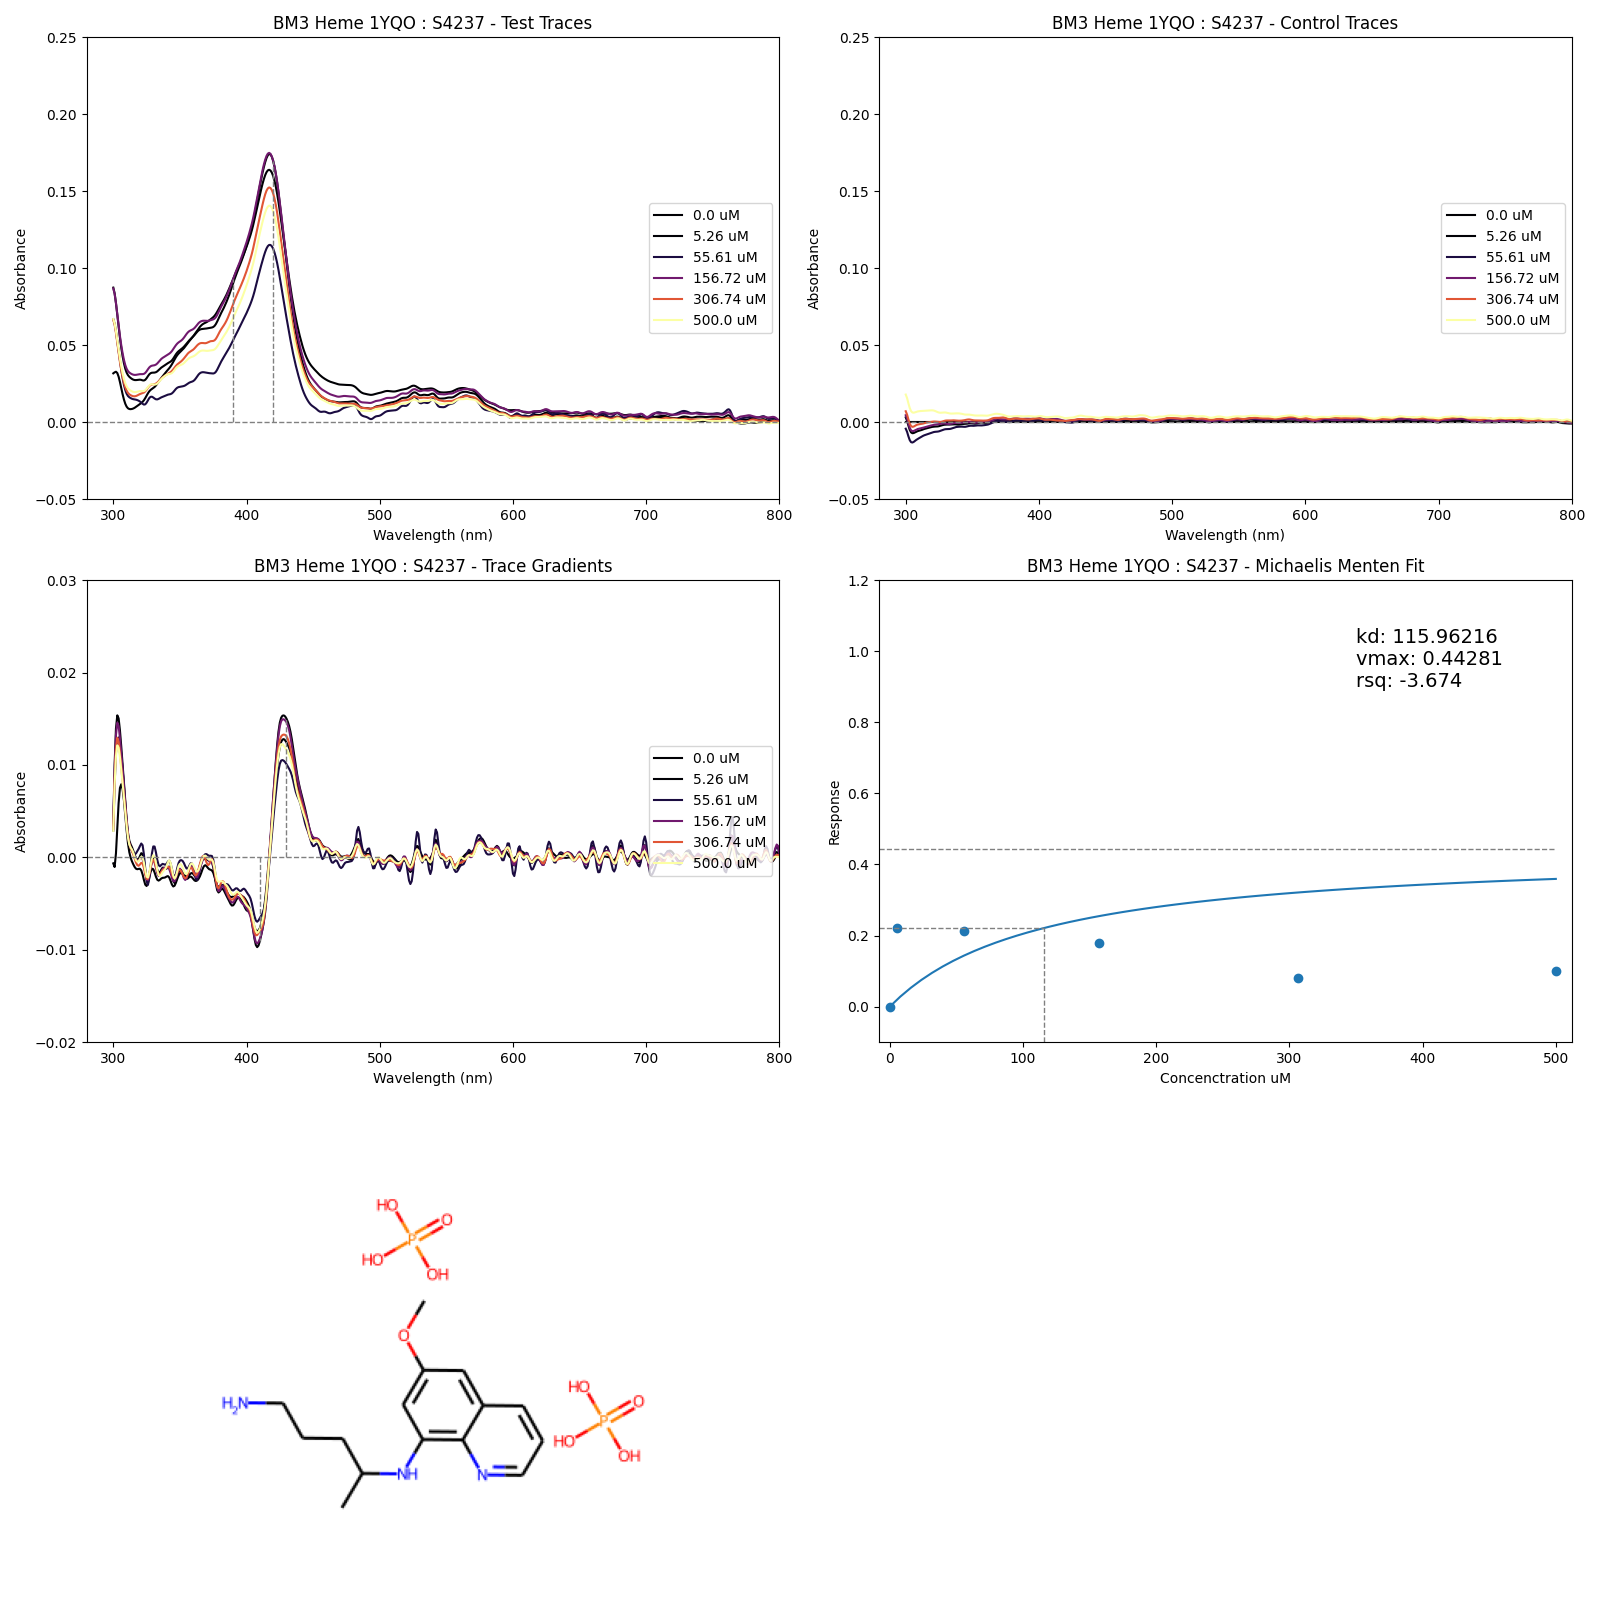 BM3 Heme 1YQO : S4237 - Test Traces
0.25
0.20
0.15
0.10
0.05
0.00
−0.05
Absorbance
300 400 500 600 700 800
Wavelength (nm)
0.0 uM
5.26 uM
55.61 uM
156.72 uM
306.74 uM
500.0 uM
BM3 Heme 1YQO : S4237 - Control Traces
0.25
0.20
0.15
0.10
0.05
0.00
−0.05
Absorbance
300 400 500 600 700 800
Wavelength (nm)
0.0 uM
5.26 uM
55.61 uM
156.72 uM
306.74 uM
500.0 uM
BM3 Heme 1YQO : S4237 - Trace Gradients
0.03
0.02
0.01
0.00
−0.01
−0.02
Absorbance
300 400 500 600 700 800
Wavelength (nm)
0.0 uM
5.26 uM
55.61 uM
156.72 uM
306.74 uM
500.0 uM
BM3 Heme 1YQO : S4237 - Michaelis Menten Fit
1.2
1.0
0.8
0.6
0.4
0.2
0.0
Response
0 100 200 300 400 500
Concenctration uM
kd: 115.96216
vmax: 0.44281
rsq: -3.674
HO
O
P
HO
OH
O
HO
O
H2N
P
HO
OH
NH
N